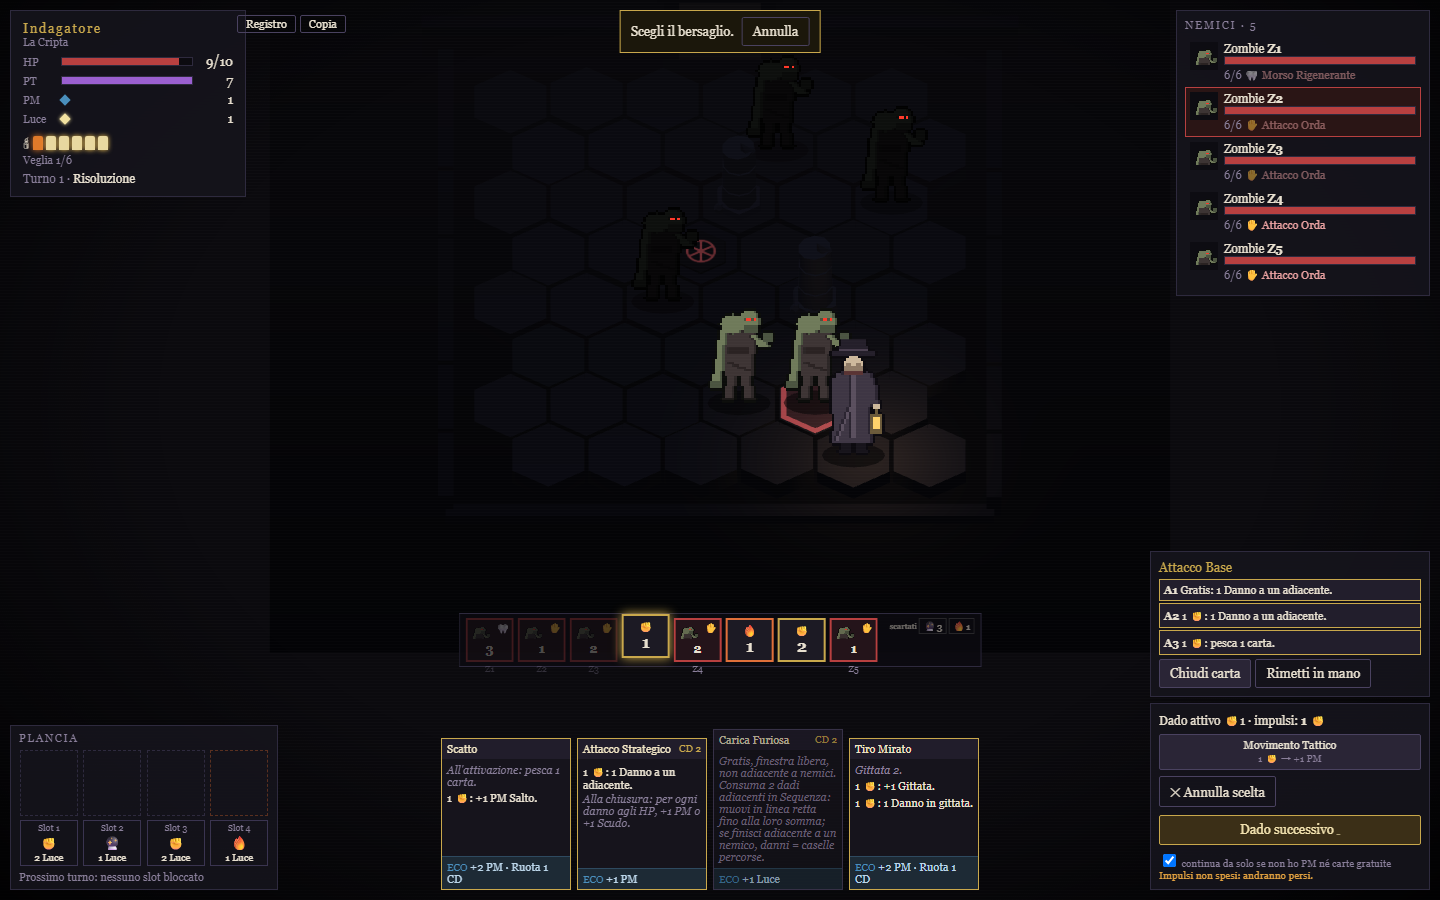 Indagatore
La Cripta
HP 9/10
PT 7
PM 1
Luce 1
Veglia 1/6
Turno 1 · Risoluzione
Registro
Copia
Scegli il bersaglio.
Annulla
NEMICI · 5
Zombie Z1
6/6 Morso Rigenerante
Zombie Z2
6/6 Attacco Orda
Zombie Z3
6/6 Attacco Orda
Zombie Z4
6/6 Attacco Orda
Zombie Z5
6/6 Attacco Orda
3 1 2 1 2 1 2 1
scartati 3 1
Z1 Z2 Z3 Z4 Z5
Attacco Base
A1 Gratis: 1 Danno a un adiacente.
A2 1 ✊: 1 Danno a un adiacente.
A3 1 ✊: pesca 1 carta.
Chiudi carta
Rimetti in mano
Dado attivo ✊ 1 · impulsi: 1 ✊
Movimento Tattico
1 ✊ → +1 PM
✕ Annulla scelta
Dado successivo
continua da solo se non ho PM né carte gratuite
Impulsi non spesi: andranno persi.
PLANCIA
Slot 1
2 Luce
Slot 2
1 Luce
Slot 3
2 Luce
Slot 4
1 Luce
Prossimo turno: nessuno slot bloccato
Scatto
All'attivazione: pesca 1
carta.
1 ✊: +1 PM Salto.
ECO +2 PM · Ruota 1
CD
Attacco Strategico CD 2
1 ✊: 1 Danno a un
adiacente.
Alla chiusura: per ogni
danno agli HP, +1 PM o
+1 Scudo.
ECO +1 PM
Carica Furiosa CD 2
Gratis, finestra libera,
non adiacente a nemici.
Consuma 2 dadi
adiacenti in Sequenza:
muovi in linea retta
fino alla loro somma;
se finisci adiacente a un
nemico, danni = caselle
percorse.
ECO +1 Luce
Tiro Mirato
Gittata 2.
1 ✊: +1 Gittata.
1 ✊: 1 Danno in gittata.
ECO +2 PM · Ruota 1
CD